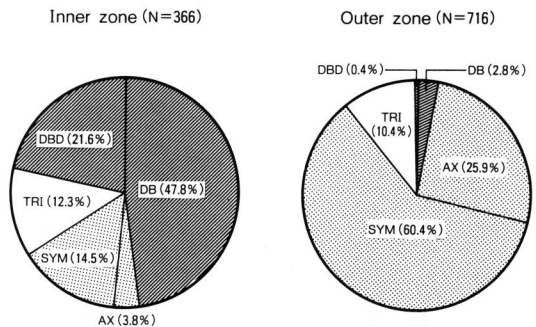 Inner zone (N=366)
DBD (21.6%)
DB (47.8%)
TRI (12.3%)
SYM (14.5%)
AX (3.8%)
Outer zone (N=716)
DBD (0.4%)
DB (2.8%)
TRI
(10.4%)
AX (25.9%)
SYM (60.4%)